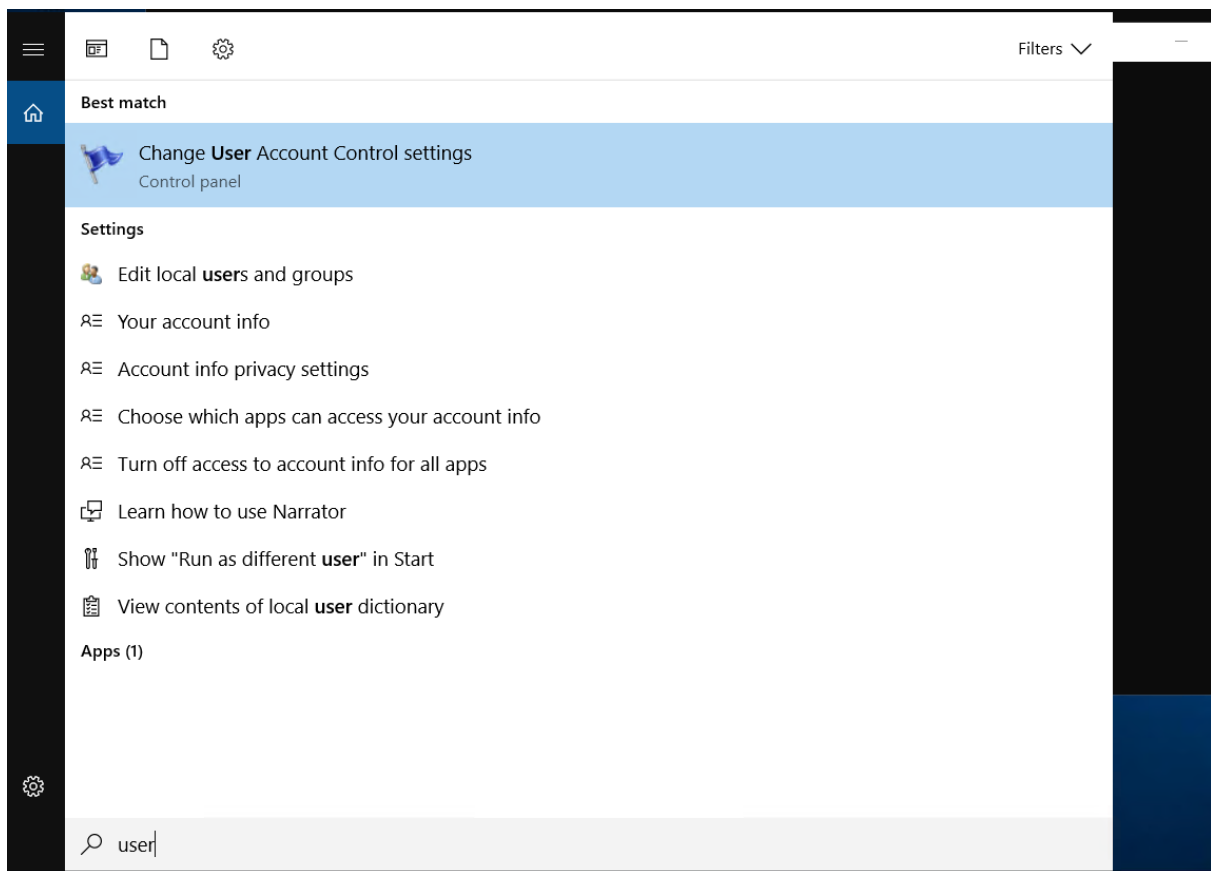 Filters
Best match
Change User Account Control settings
Control panel
Settings
Edit local users and groups
Your account info
Account info privacy settings
Choose which apps can access your account info
Turn off access to account info for all apps
Learn how to use Narrator
Show "Run as different user" in Start
View contents of local user dictionary
Apps (1)
user